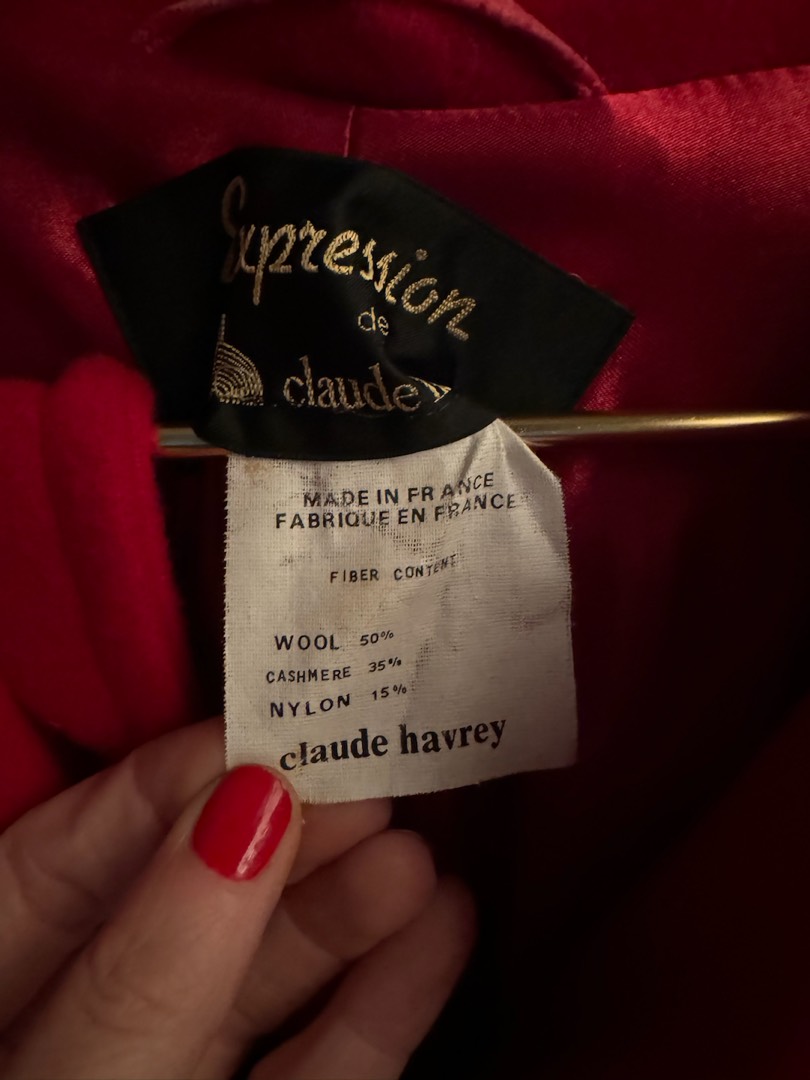 Expression
de
claude
MADE IN FRANCE
FABRIQUE EN FRANCE
FIBER CONTENT
WOOL 50%
CASHMERE 35%
NYLON 15%
claude havrey